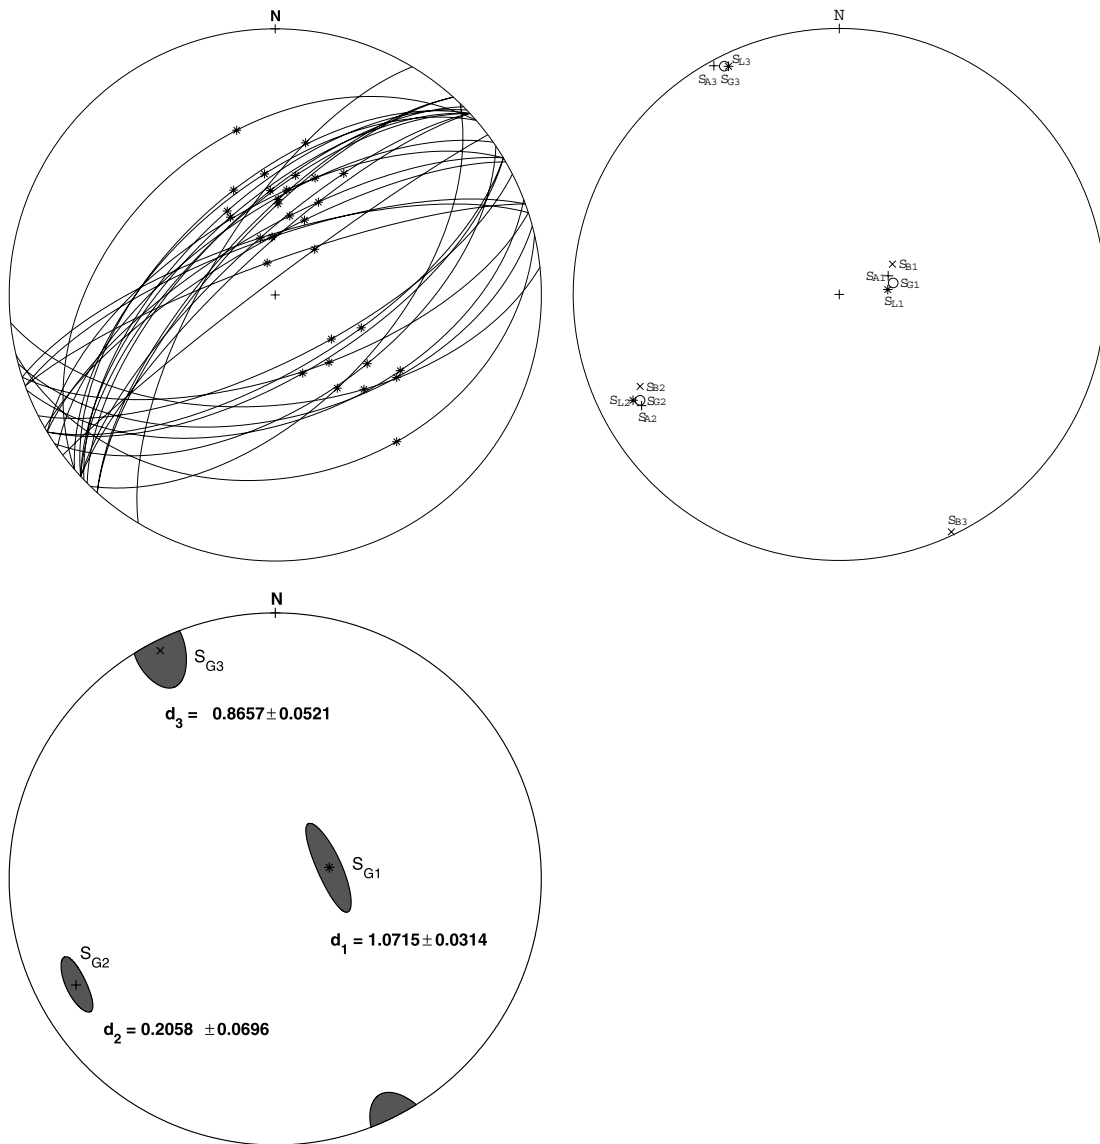 N
N
S_L3
S_A3 S_G3
S_B1
S_A1 S_G1
S_L1
S_B2
S_L2 S_G2
S_A2
S_B3
N
S_G3
d_3 = 0.8657±0.0521
S_G1
d_1 = 1.0715±0.0314
S_G2
d_2 = 0.2058 ±0.0696